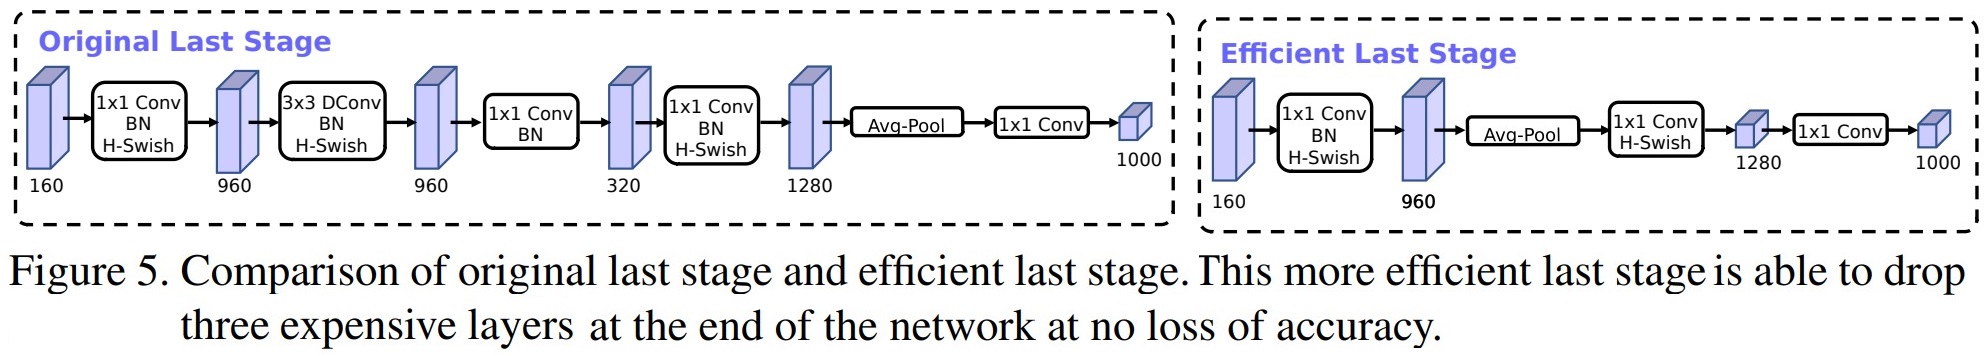 Original Last Stage
1x1 Conv
BN
H-Swish
3x3 DConv
BN
H-Swish
1x1 Conv
BN
1x1 Conv
BN
H-Swish
Avg-Pool
1x1 Conv
160
960
960
320
1280
1000
Efficient Last Stage
1x1 Conv
BN
H-Swish
Avg-Pool
1x1 Conv
H-Swish
1x1 Conv
160
960
1280
1000
Figure 5. Comparison of original last stage and efficient last stage. This more efficient last stage is able to drop
three expensive layers at the end of the network at no loss of accuracy.